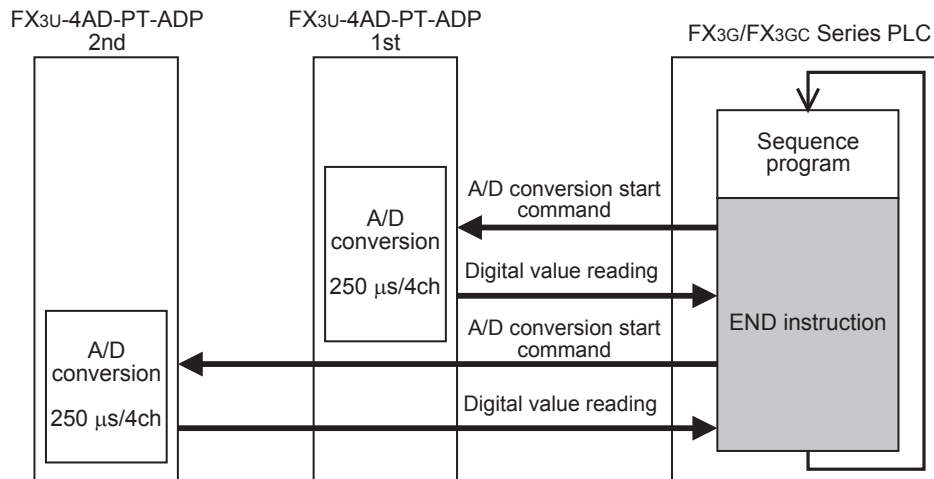 FX3U-4AD-PT-ADP
2nd
FX3U-4AD-PT-ADP
1st
FX3G/FX3GC Series PLC
Sequence
program
A/D conversion start
command
A/D
conversion
250 μs/4ch
Digital value reading
END instruction
A/D conversion start
command
A/D
conversion
250 μs/4ch
Digital value reading